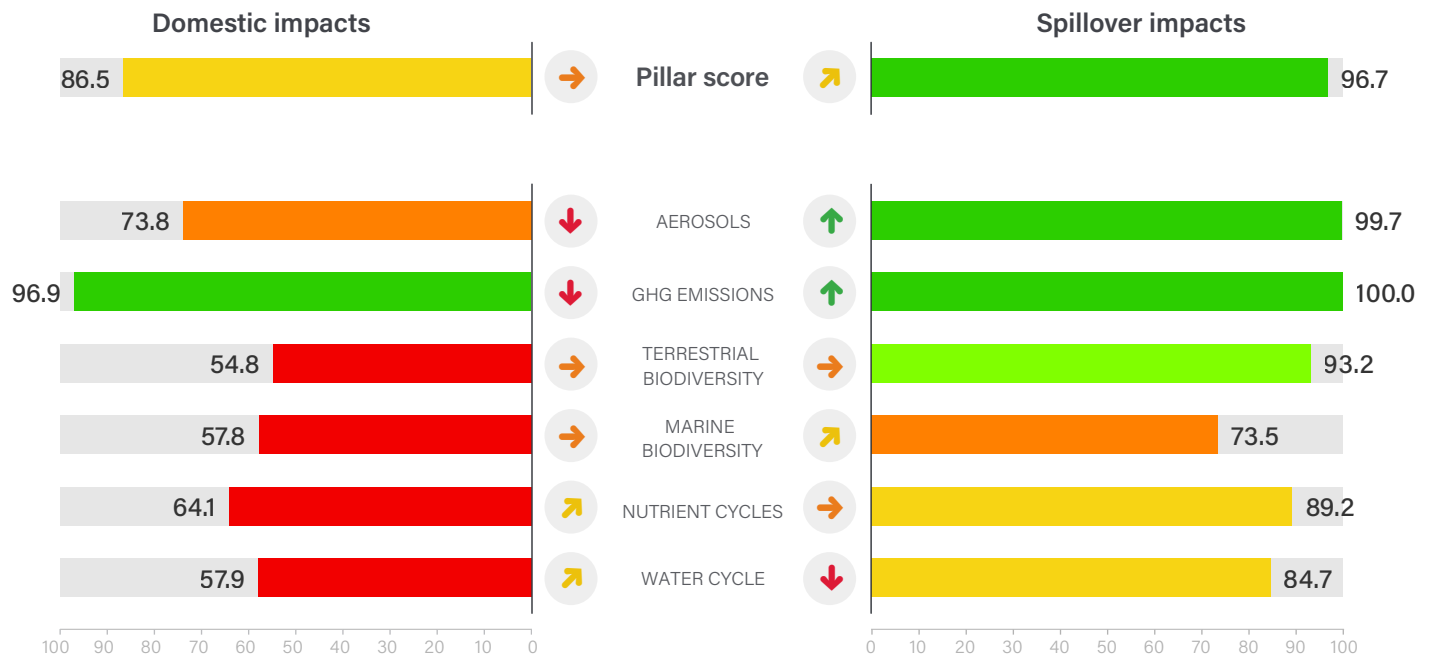 Domestic impacts
Spillover impacts
86.5
Pillar score
96.7
73.8
AEROSOLS
99.7
96.9
GHG EMISSIONS
100.0
54.8
TERRESTRIAL
BIODIVERSITY
93.2
57.8
MARINE
BIODIVERSITY
73.5
64.1
NUTRIENT CYCLES
89.2
57.9
WATER CYCLE
84.7
100 90 80 70 60 50 40 30 20 10 0
0 10 20 30 40 50 60 70 80 90 100